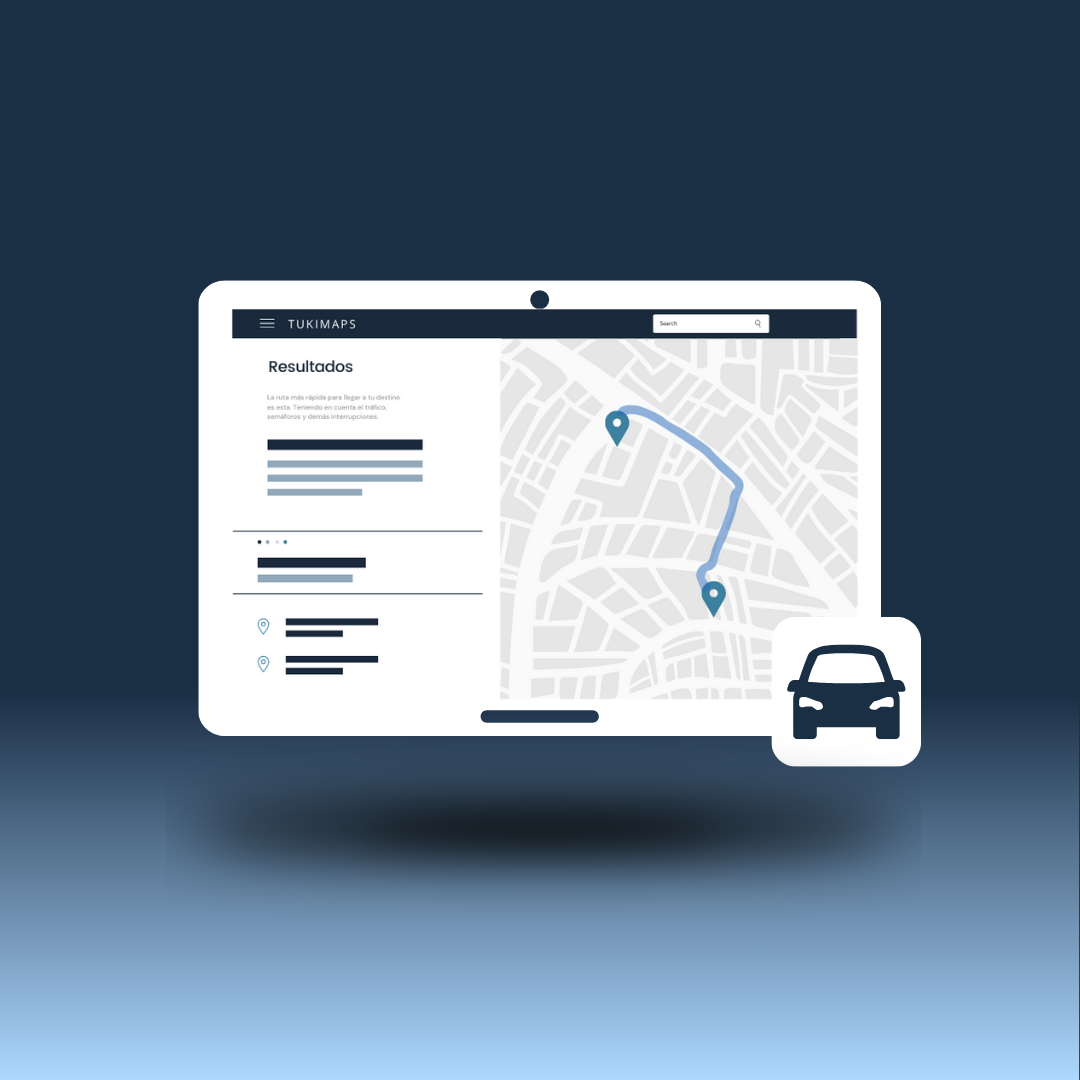 TUKIMAPS
Search
Resultados
La ruta más rápida para llegar a tu destino
es esta. Teniendo en cuenta el tráfico,
semáforos y demás interrupciones.